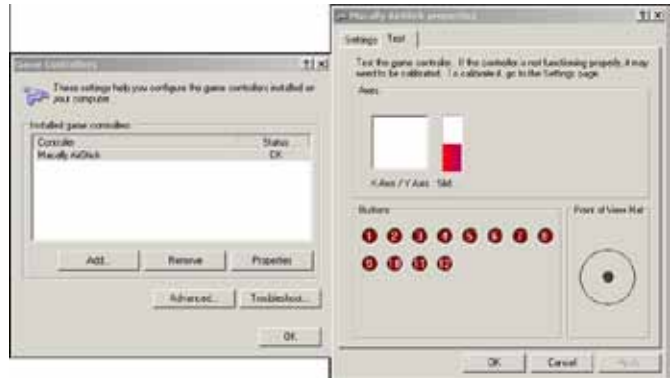 Game Controllers
These settings help you configure the game controllers installed on
your computer.
Installed game controllers
Controller Status
Macally AirStick OK
Add... Remove Properties
Advanced... Troubleshoot...
OK
Macally AirStick properties
Settings Test
Test the game controller. If the controller is not functioning properly, it may
need to be calibrated. To calibrate it, go to the Settings page.
Axes
X Axis / Y Axis Slid
Buttons
1 2 3 4 5 6 7 8
9 10 11 12
Point of View Hat
OK Cancel Apply